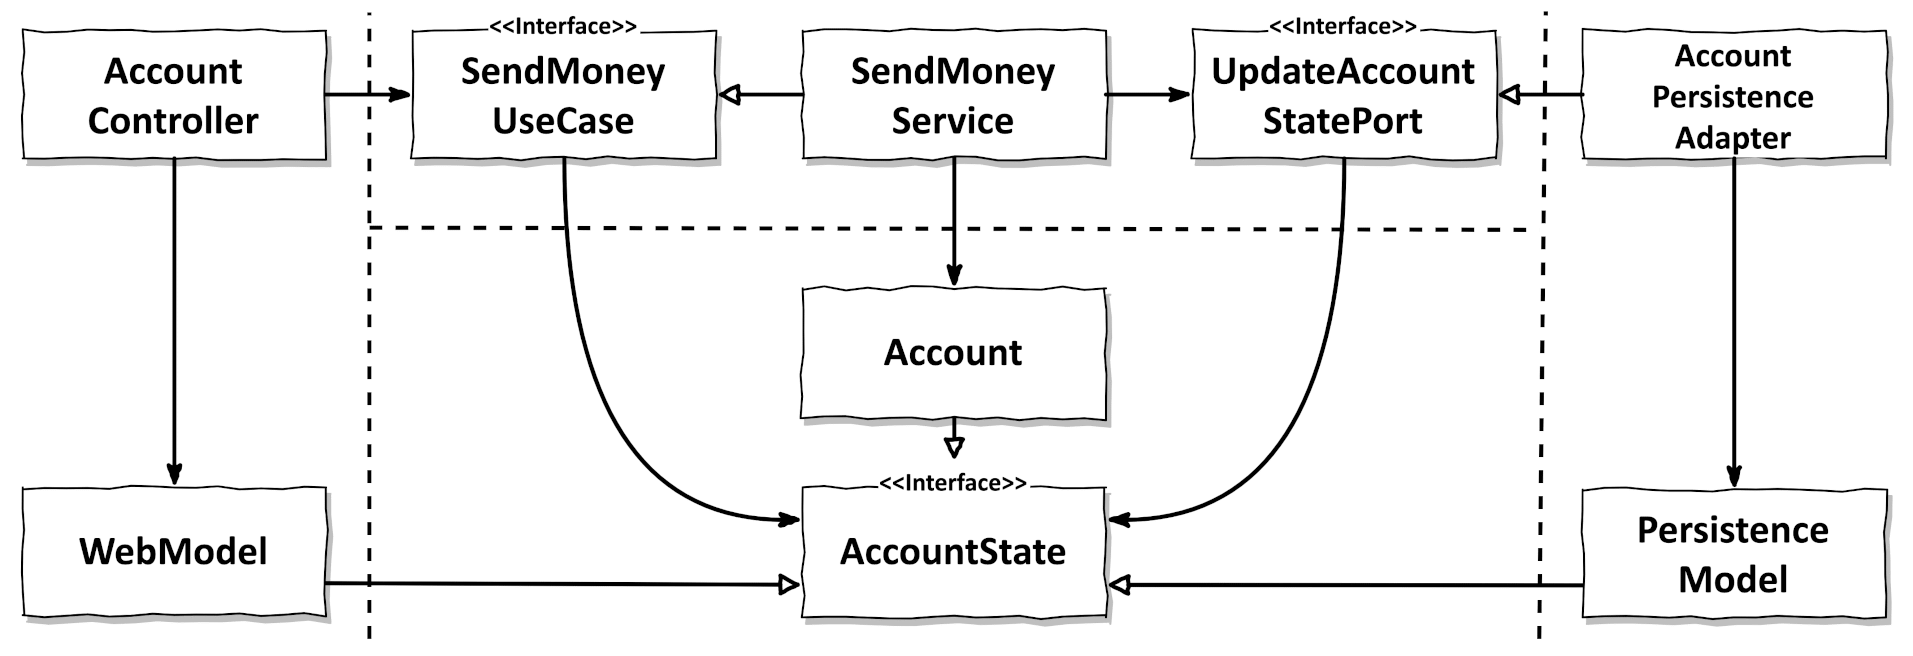 Account
Controller
<<Interface>>
SendMoney
UseCase
SendMoney
Service
<<Interface>>
UpdateAccount
StatePort
Account
Persistence
Adapter
Account
WebModel
<<Interface>>
AccountState
Persistence
Model